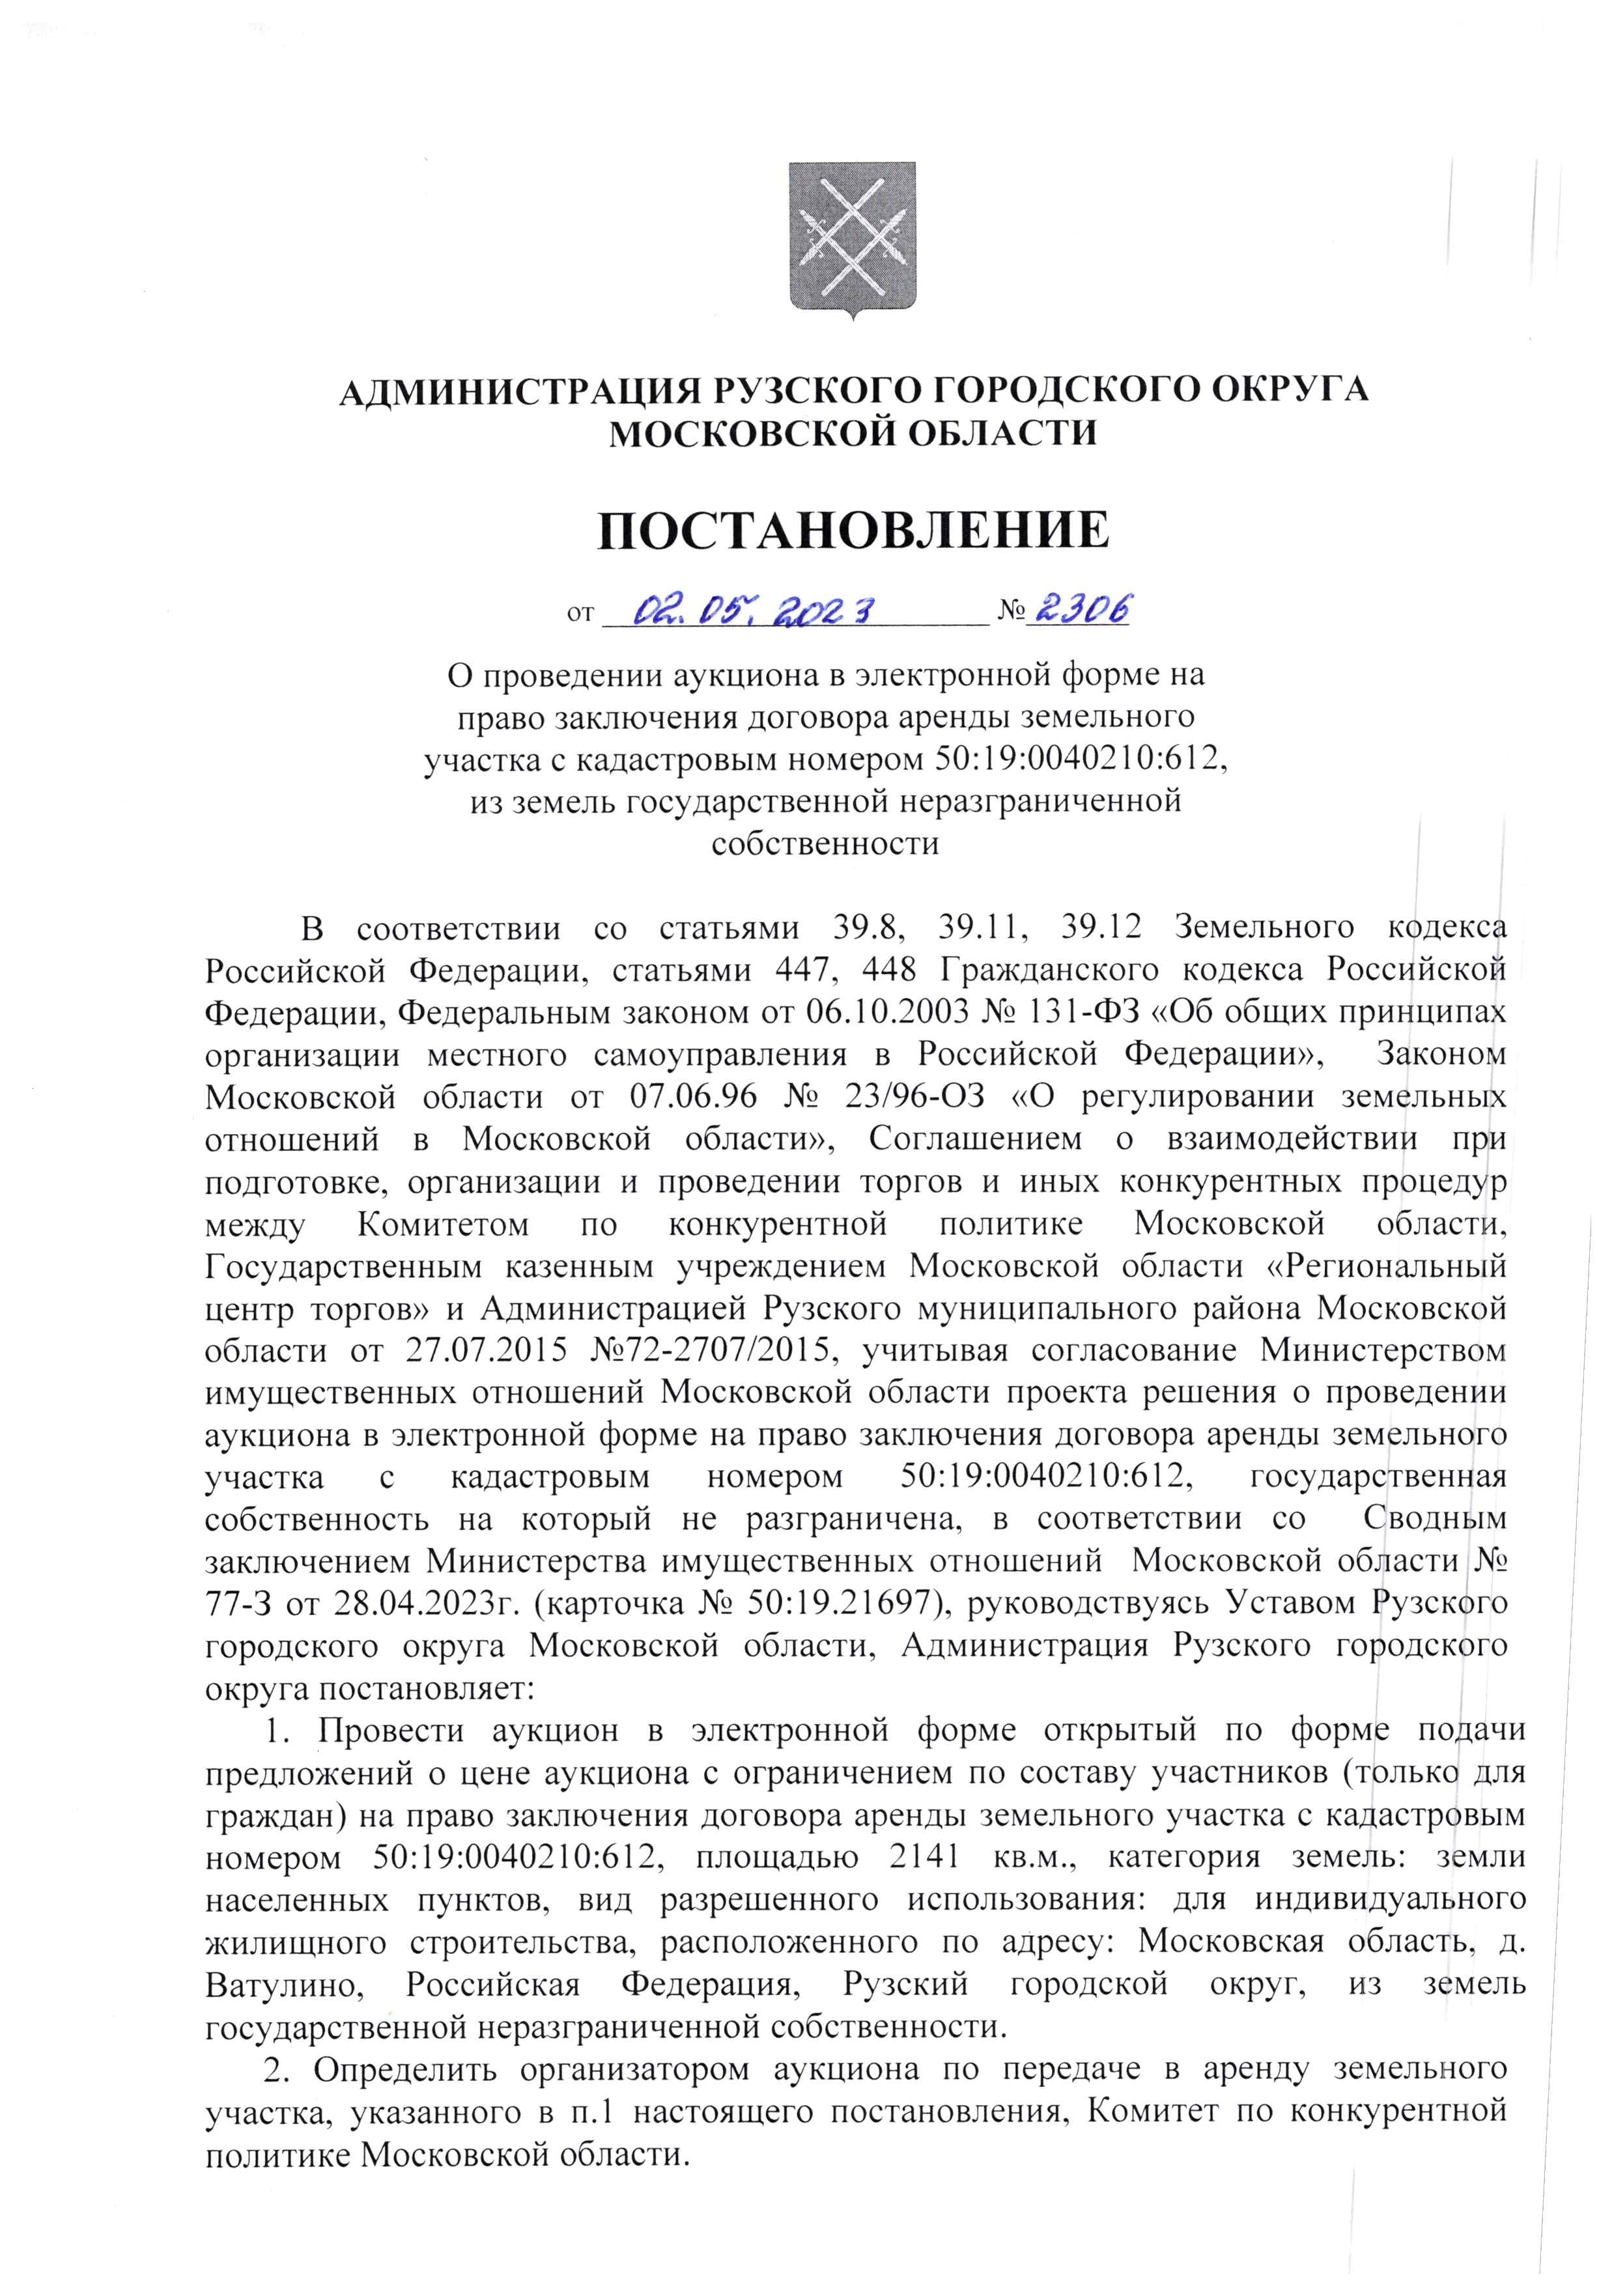 АДМИНИСТРАЦИЯ РУЗСКОГО ГОРОДСКОГО ОКРУГА
МОСКОВСКОЙ ОБЛАСТИ
ПОСТАНОВЛЕНИЕ
от 02.05.2023 № 2306
О проведении аукциона в электронной форме на
право заключения договора аренды земельного
участка с кадастровым номером 50:19:0040210:612,
из земель государственной неразграниченной
собственности
В соответствии со статьями 39.8, 39.11, 39.12 Земельного кодекса
Российской Федерации, статьями 447, 448 Гражданского кодекса Российской
Федерации, Федеральным законом от 06.10.2003 № 131-ФЗ «Об общих принципах
организации местного самоуправления в Российской Федерации», Законом
Московской области от 07.06.96 № 23/96-ОЗ «О регулировании земельных
отношений в Московской области», Соглашением о взаимодействии при
подготовке, организации и проведении торгов и иных конкурентных процедур
между Комитетом по конкурентной политике Московской области,
Государственным казенным учреждением Московской области «Региональный
центр торгов» и Администрацией Рузского муниципального района Московской
области от 27.07.2015 №72-2707/2015, учитывая согласование Министерством
имущественных отношений Московской области проекта решения о проведении
аукциона в электронной форме на право заключения договора аренды земельного
участка с кадастровым номером 50:19:0040210:612, государственная
собственность на который не разграничена, в соответствии со Сводным
заключением Министерства имущественных отношений Московской области №
77-З от 28.04.2023г. (карточка № 50:19.21697), руководствуясь Уставом Рузского
городского округа Московской области, Администрация Рузского городского
округа постановляет:
1. Провести аукцион в электронной форме открытый по форме подачи
предложений о цене аукциона с ограничением по составу участников (только для
граждан) на право заключения договора аренды земельного участка с кадастровым
номером 50:19:0040210:612, площадью 2141 кв.м., категория земель: земли
населенных пунктов, вид разрешенного использования: для индивидуального
жилищного строительства, расположенного по адресу: Московская область, д.
Ватулино, Российская Федерация, Рузский городской округ, из земель
государственной неразграниченной собственности.
2. Определить организатором аукциона по передаче в аренду земельного
участка, указанного в п.1 настоящего постановления, Комитет по конкурентной
политике Московской области.